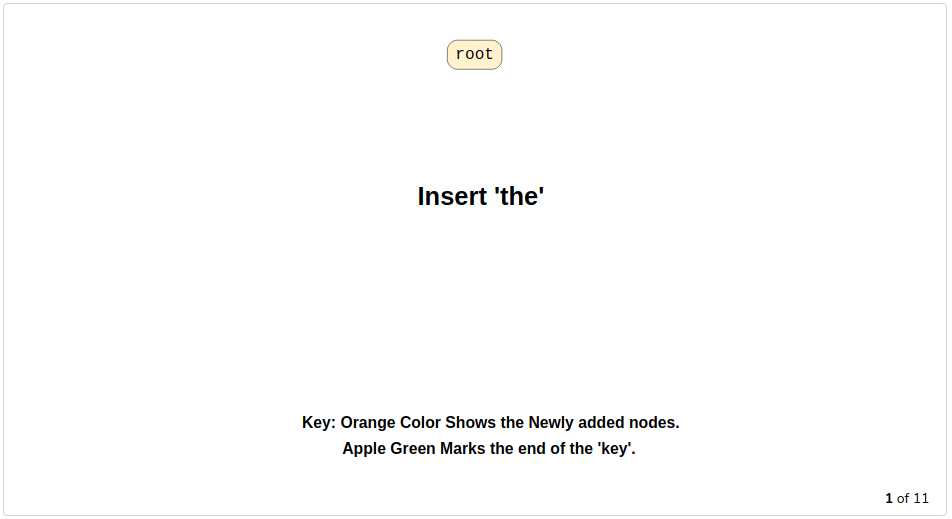 root
Insert 'the'
Key: Orange Color Shows the Newly added nodes.
Apple Green Marks the end of the 'key'.
1 of 11